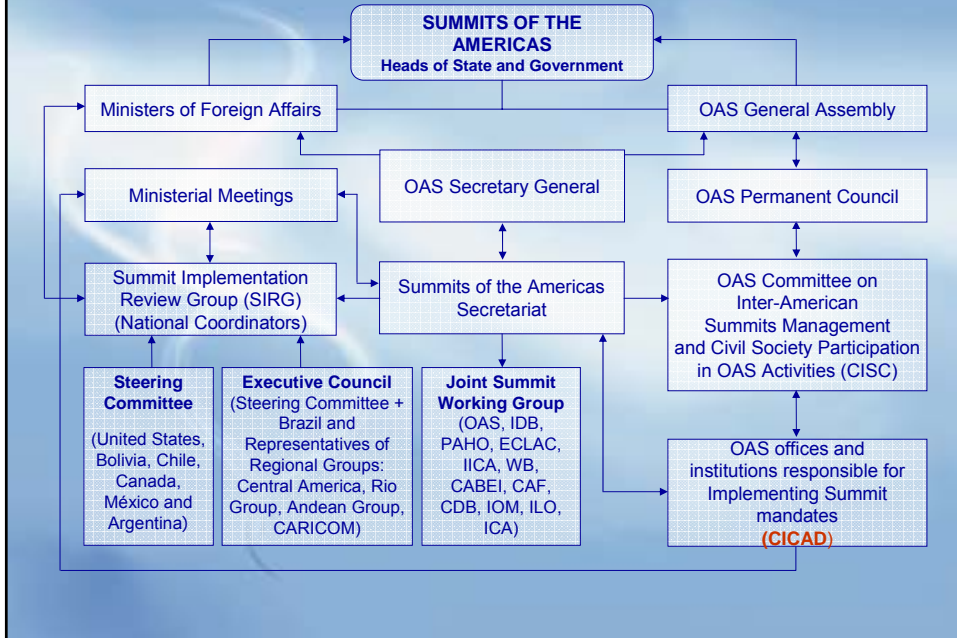 SUMMITS OF THE
AMERICAS
Heads of State and Government
Ministers of Foreign Affairs
OAS General Assembly
Ministerial Meetings
OAS Secretary General
OAS Permanent Council
Summit Implementation
Review Group (SIRG)
(National Coordinators)
Summits of the Americas
Secretariat
OAS Committee on
Inter-American
Summits Management
and Civil Society Participation
in OAS Activities (CISC)
Steering
Committee
(United States,
Bolivia, Chile,
Canada,
México and
Argentina)
Executive Council
(Steering Committee +
Brazil and
Representatives of
Regional Groups:
Central America, Rio
Group, Andean Group,
CARICOM)
Joint Summit
Working Group
(OAS, IDB,
PAHO, ECLAC,
IICA, WB,
CABEI, CAF,
CDB, IOM, ILO,
ICA)
OAS offices and
institutions responsible for
Implementing Summit
mandates
(CICAD)